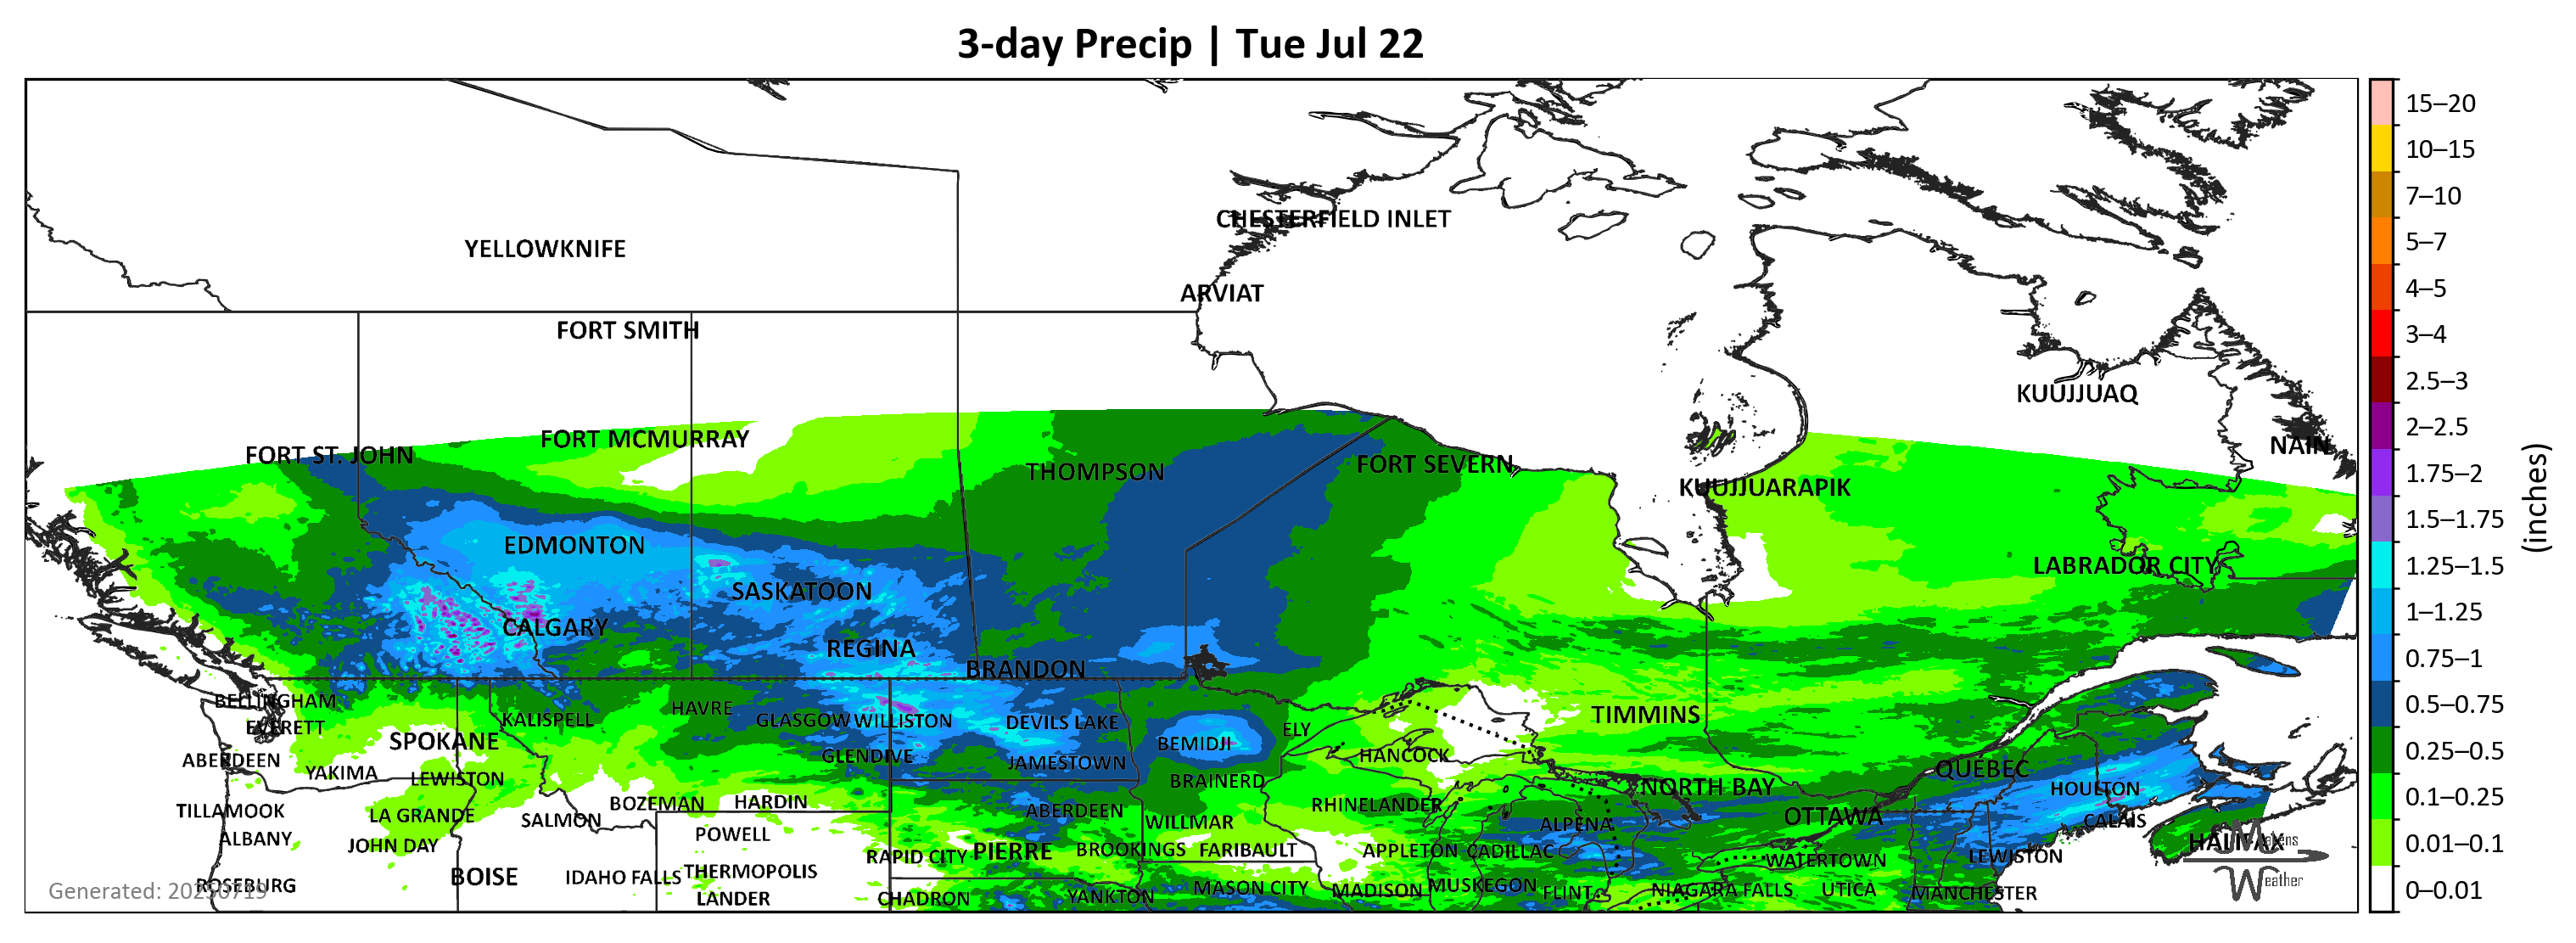 3-day Precip | Tue Jul 22
CHESTERFIELD INLET
YELLOWKNIFE
ARVIAT
FORT SMITH
KUUJJUAQ
FORT MCMURRAY
NAIN
FORT ST. JOHN
THOMPSON
FORT SEVERN
KUUJJUARAPIK
EDMONTON
LABRADOR CITY
SASKATOON
CALGARY
REGINA
BRANDON
BELLINGHAM
HAVRE
KALISPELL
GLASGOW WILLISTON
DEVILS LAKE
TIMMINS
EVERETT
ELY
SPOKANE
BEMIDJI
ABERDEEN
GLENDIVE
HANCOCK
JAMESTOWN
QUÉBEC
YAKIMA
LEWISTON
BRAINERD
NORTH BAY
HOULTON
BOZEMAN
HARDIN
RHINELANDER
TILLAMOOK
LA GRANDE
SALMON
ABERDEEN
WILLMAR
ALPENA
OTTAWA
CALAIS
ALBANY
JOHN DAY
POWELL
HALIFAX
RAPID CITY
PIERRE
BROOKINGS
FARIBAULT
APPLETON
CADILLAC
WATERTOWN
LEWISTON
BOISE
IDAHO FALLS
THERMOPOLIS
ROSEBURG
LANDER
CHADRON
YANKTON
MASON CITY
MADISON
MUSKEGON
FLINT
NIAGARA FALLS
UTICA
MANCHESTER
Generated: 20250719
Weather
15–20
10–15
7–10
5–7
4–5
3–4
2.5–3
2–2.5
1.75–2
1.5–1.75
1.25–1.5
1–1.25
0.75–1
0.5–0.75
0.25–0.5
0.1–0.25
0.01–0.1
0–0.01
(inches)